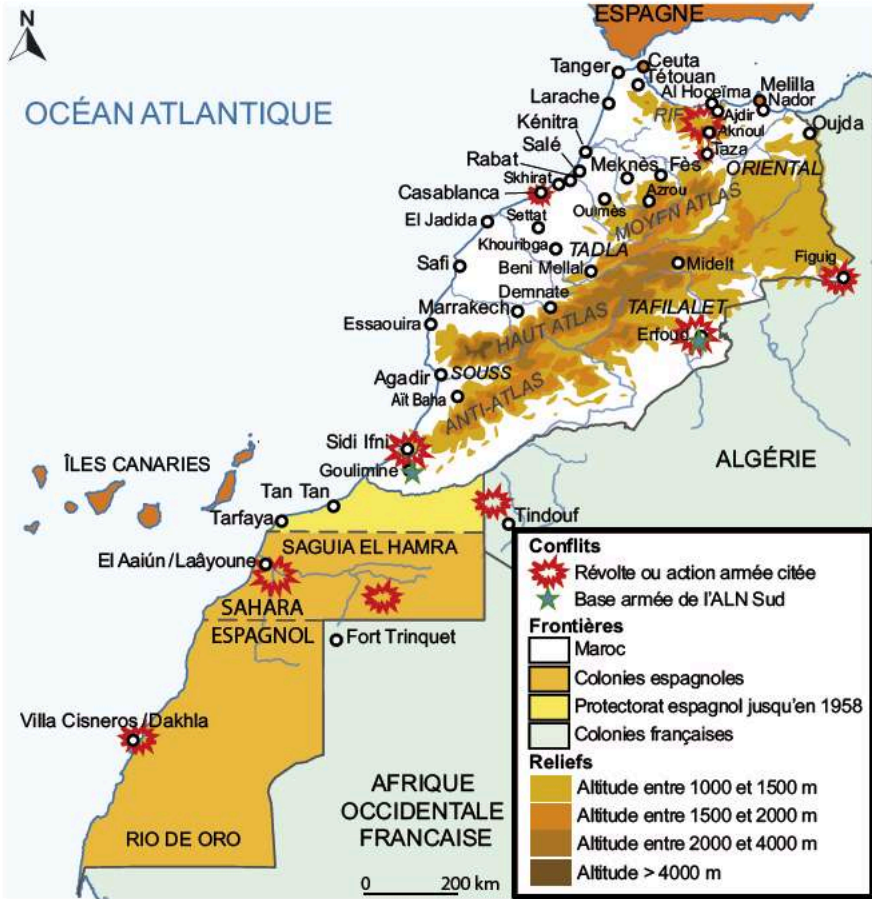 N
ESPAGNE
OCÉAN ATLANTIQUE
Tanger
Ceuta
Tétouan
Al Hoceïma
Melilla
Nador
Larache
RIF
Ajdir
Aknoul
Oujda
Kénitra
Taza
Salé
Rabat
Meknès
Fès
ORIENTAL
Skhirat
Casablanca
Azrou
Oulmès
MOYEN ATLAS
El Jadida
Settat
Khouribga
TADLA
Safi
Beni Mellal
Midelt
Figuig
Demnate
Marrakech
TAFILALET
Essaouira
HAUT ATLAS
Erfoud
SOUSS
Agadir
Aït Baha
ANTI-ATLAS
Sidi Ifni
Goulimine
ALGÉRIE
ÎLES CANARIES
Tan Tan
Tarfaya
Tindouf
SAGUIA EL HAMRA
El Aaiún /Laâyoune
SAHARA
ESPAGNOL
Fort Trinquet
Villa Cisneros /Dakhla
AFRIQUE
OCCIDENTALE
FRANCAISE
RIO DE ORO
0 200 km
Conflits
Révolte ou action armée citée
Base armée de l'ALN Sud
Frontières
Maroc
Colonies espagnoles
Protectorat espagnol jusqu'en 1958
Colonies françaises
Reliefs
Altitude entre 1000 et 1500 m
Altitude entre 1500 et 2000 m
Altitude entre 2000 et 4000 m
Altitude > 4000 m